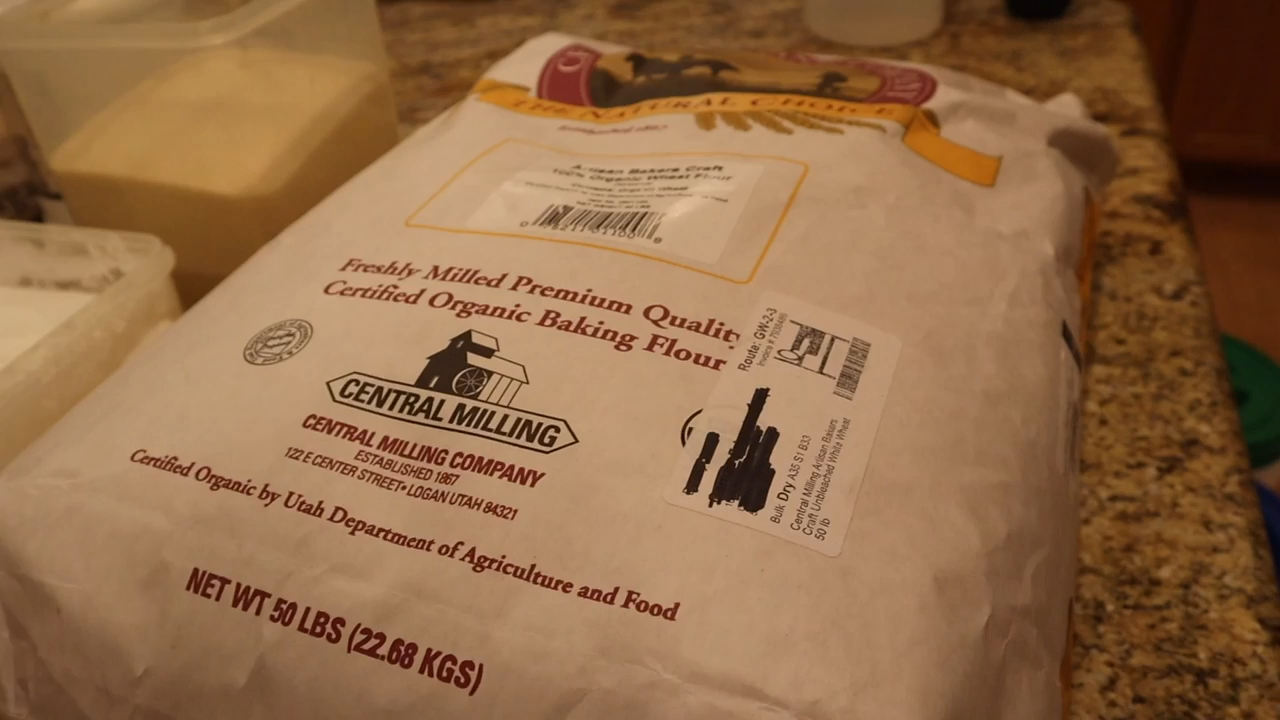 THE NATURAL CHOICE
Artisan Bakers Craft
100% Organic Wheat Flour
Freshly Milled Premium Quality
Certified Organic Baking Flour
CENTRAL MILLING
CENTRAL MILLING COMPANY
ESTABLISHED 1867
122 E CENTER STREET • LOGAN UTAH 84321
Certified Organic by Utah Department of Agriculture and Food
NET WT 50 LBS (22.68 KGS)
Route: GW-2-3
Bulk Dry A35 S1 B33
Central Milling Artisan Bakers
Craft Unbleached White Wheat
50 lb